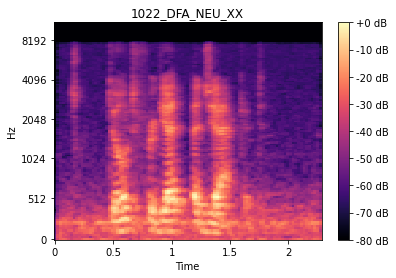 1022_DFA_NEU_XX
+0 dB
8192
-10 dB
4096
-20 dB
-30 dB
2048
-40 dB
Hz
1024
-50 dB
512
-60 dB
-70 dB
0
-80 dB
0 0.5 1 1.5 2
Time